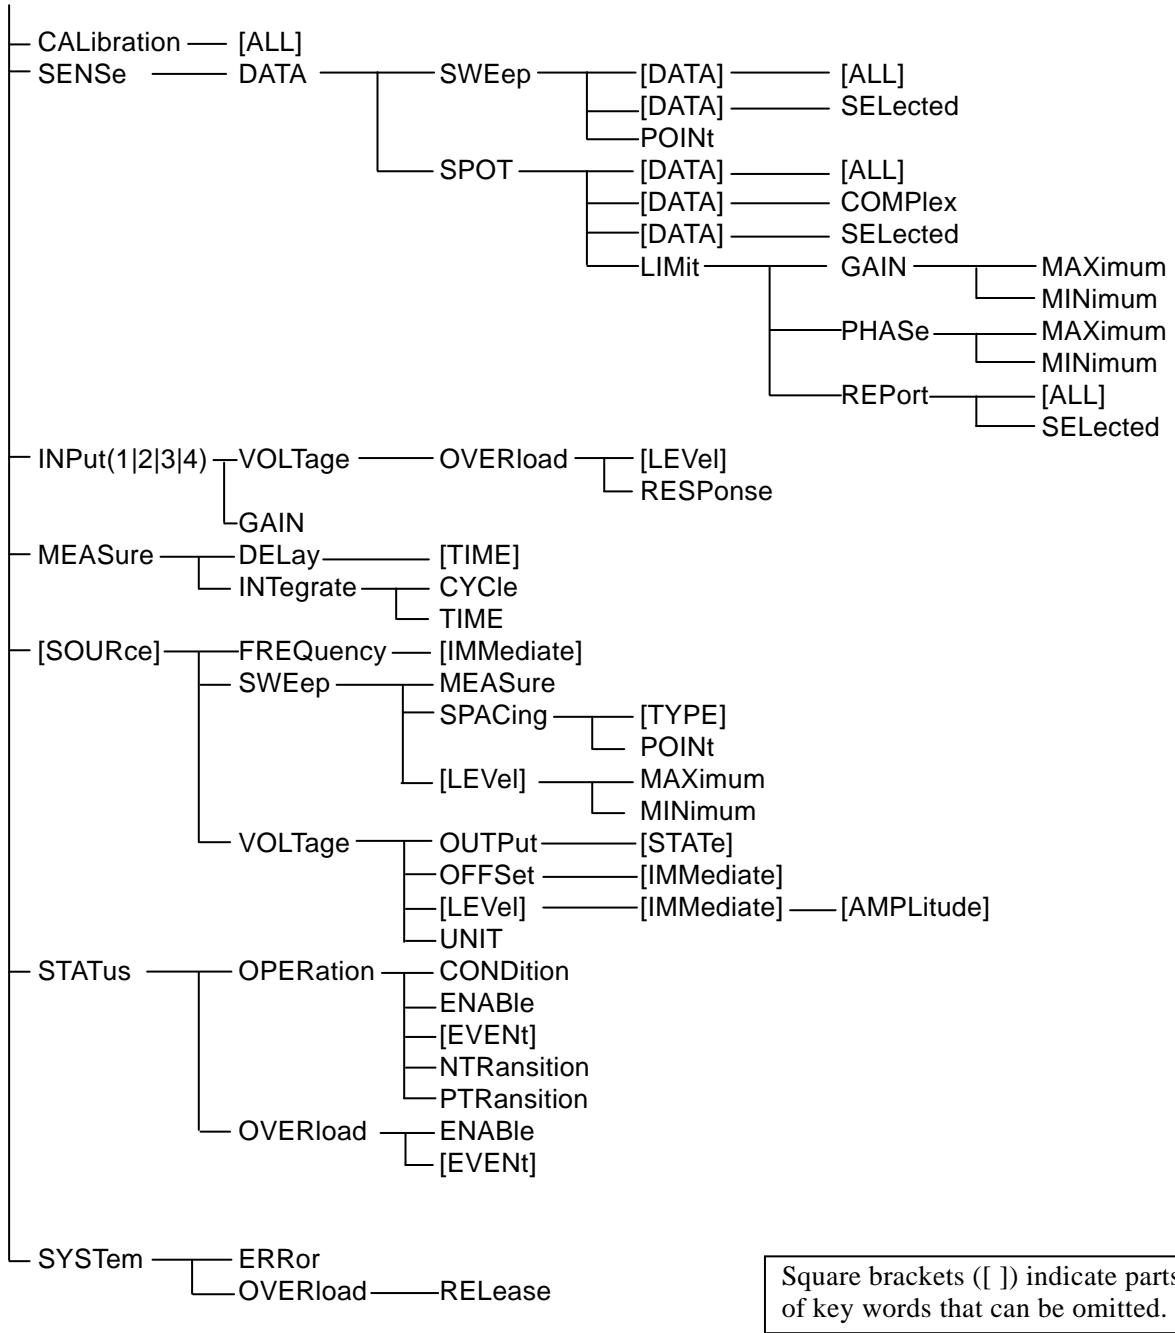 CALibration [ALL]
SENSe DATA SWEep [DATA] [ALL]
[DATA] SELected
POINt
SPOT [DATA] [ALL]
[DATA] COMPlex
[DATA] SELected
LIMit GAIN MAXimum
MINimum
PHASe MAXimum
MINimum
REPort [ALL]
SELected
INPut(1|2|3|4) VOLTage OVERload [LEVel]
RESPonse
GAIN
MEASure DELay [TIME]
INTegrate CYCle
TIME
[SOURce] FREQuency [IMMediate]
SWEep MEASure
SPACing [TYPE]
POINt
[LEVel] MAXimum
MINimum
VOLTage OUTPut [STATe]
OFFSet [IMMediate]
[LEVel] [IMMediate] [AMPLitude]
UNIT
STATus OPERation CONDition
ENABle
[EVENt]
NTRansition
PTRansition
OVERload ENABle
[EVENt]
SYSTem ERRor
OVERload RELease
Square brackets ([ ]) indicate parts
of key words that can be omitted.